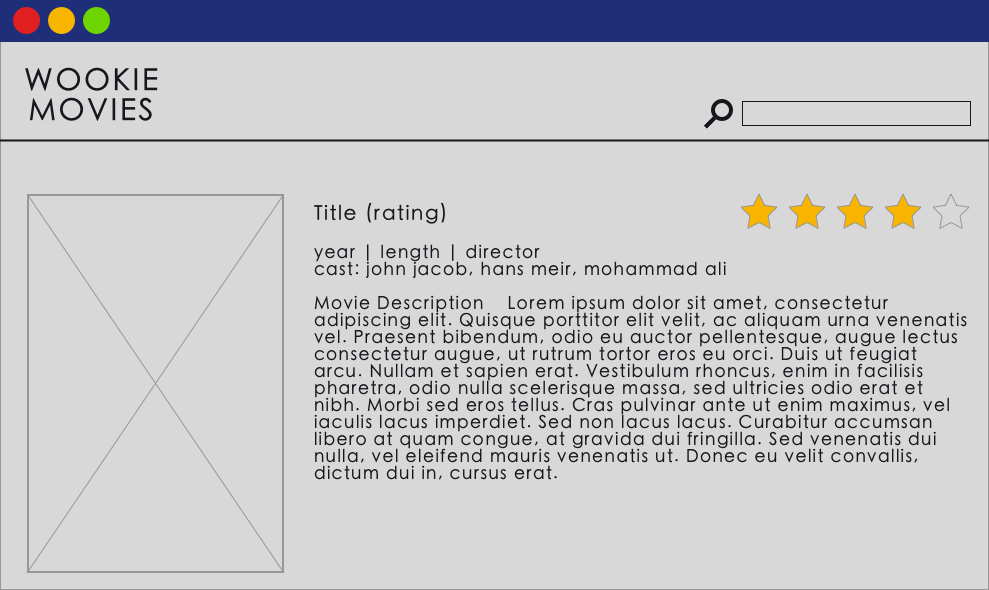 WOOKIE
MOVIES
Title (rating)
year | length | director
cast: john jacob, hans meir, mohammad ali
Movie Description    Lorem ipsum dolor sit amet, consectetur
adipiscing elit. Quisque porttitor elit velit, ac aliquam urna venenatis
vel. Praesent bibendum, odio eu auctor pellentesque, augue lectus
consectetur augue, ut rutrum tortor eros eu orci. Duis ut feugiat
arcu. Nullam et sapien erat. Vestibulum rhoncus, enim in facilisis
pharetra, odio nulla scelerisque massa, sed ultricies odio erat et
nibh. Morbi sed eros tellus. Cras pulvinar ante ut enim maximus, vel
iaculis lacus imperdiet. Sed non lacus lacus. Curabitur accumsan
libero at quam congue, at gravida dui fringilla. Sed venenatis dui
nulla, vel eleifend mauris venenatis ut. Donec eu velit convallis,
dictum dui in, cursus erat.